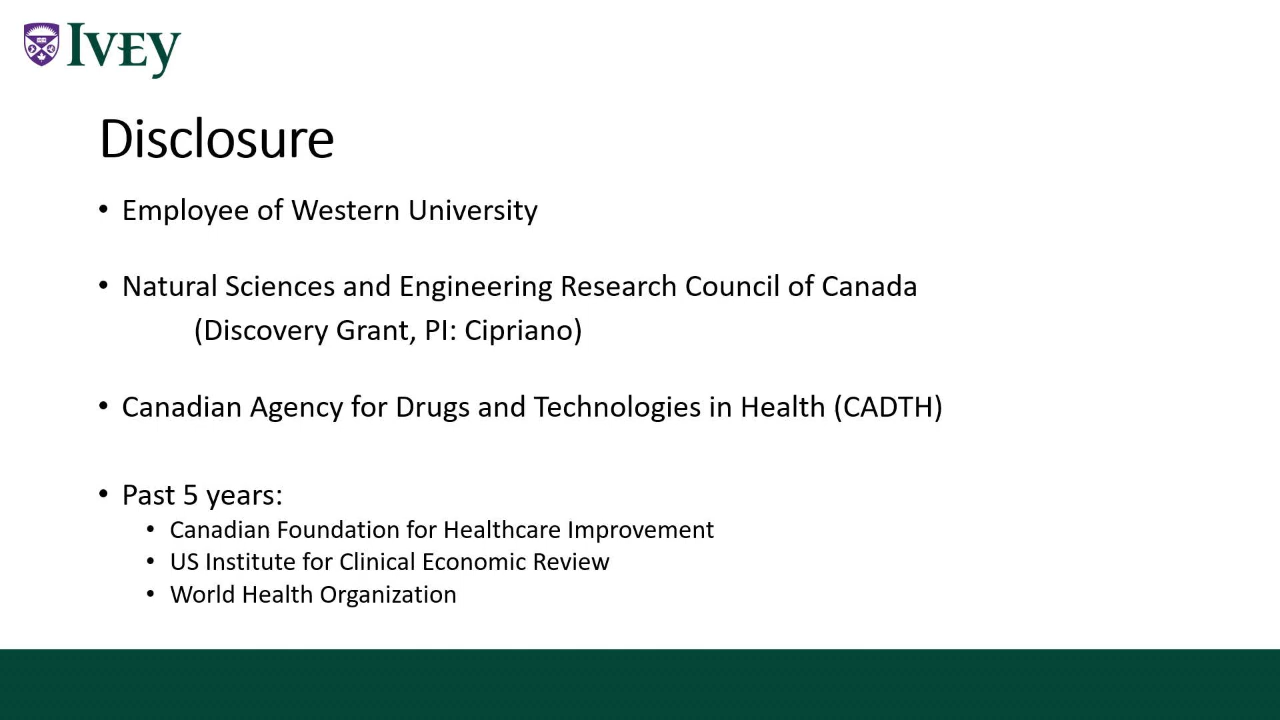 IVEY
Disclosure
• Employee of Western University
• Natural Sciences and Engineering Research Council of Canada
(Discovery Grant, PI: Cipriano)
• Canadian Agency for Drugs and Technologies in Health (CADTH)
• Past 5 years:
• Canadian Foundation for Healthcare Improvement
• US Institute for Clinical Economic Review
• World Health Organization